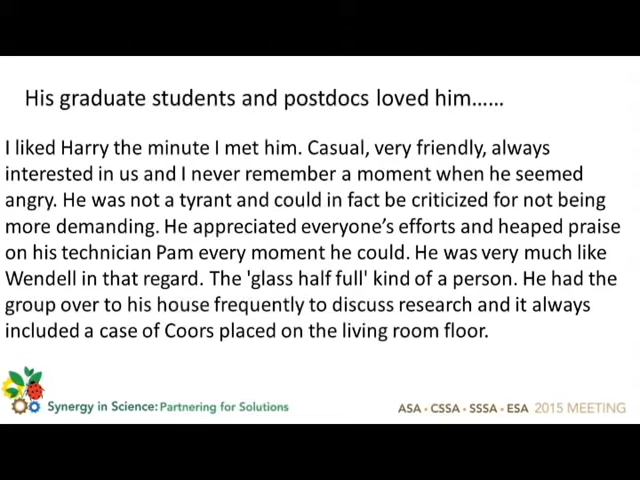 His graduate students and postdocs loved him......
I liked Harry the minute I met him. Casual, very friendly, always
interested in us and I never remember a moment when he seemed
angry. He was not a tyrant and could in fact be criticized for not being
more demanding. He appreciated everyone's efforts and heaped praise
on his technician Pam every moment he could. He was very much like
Wendell in that regard. The 'glass half full' kind of a person. He had the
group over to his house frequently to discuss research and it always
included a case of Coors placed on the living room floor.
Synergy in Science: Partnering for Solutions
ASA • CSSA • SSSA • ESA 2015 MEETING